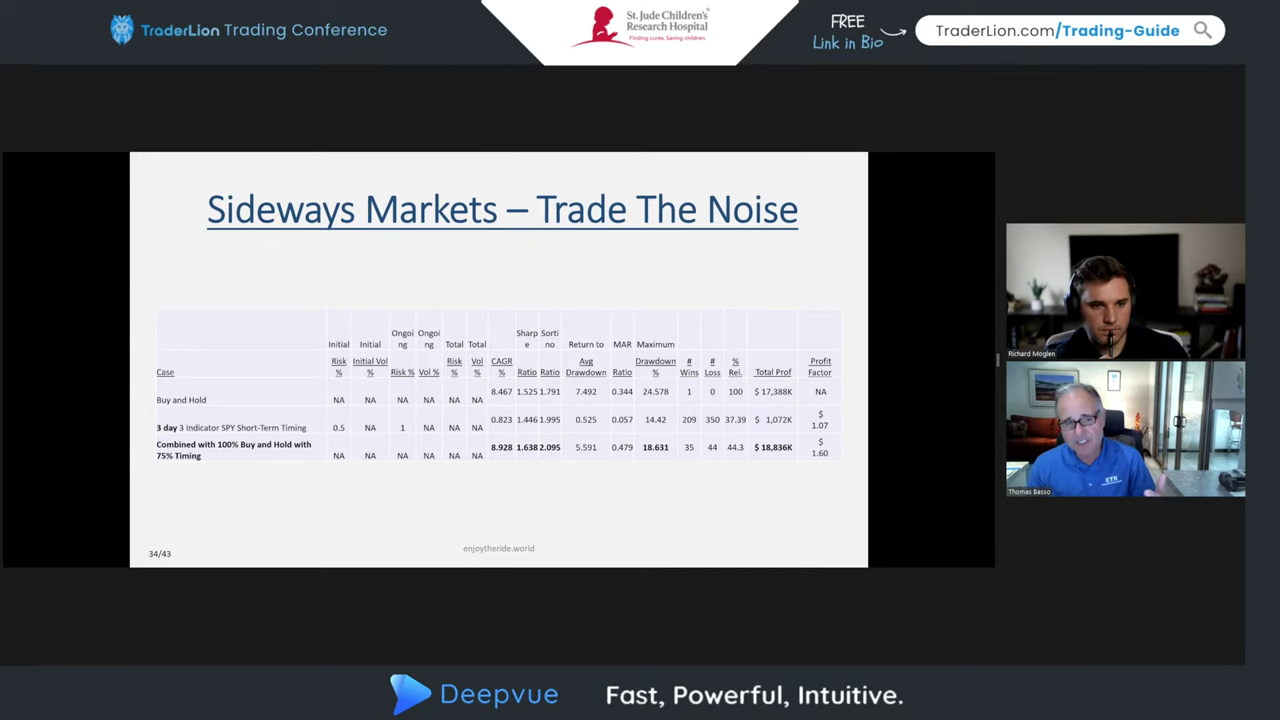 TraderLion Trading Conference
St. Jude Children's®
Research Hospital
Finding cures. Saving children.
FREE
Link in Bio
TraderLion.com/Trading-Guide
Sideways Markets – Trade The Noise
Ongoi Ongoi Sharp Sorti
Initial Initial ng ng Total Total e no Return to MAR Maximum
Risk Initial Vol Risk Vol CAGR Avg Drawdown # # % Profit
Case % % Risk % Vol % % % % Ratio Ratio Drawdown Ratio % Wins Loss Rel. Total Prof Factor
Buy and Hold NA NA NA NA NA NA 8.467 1.525 1.791 7.492 0.344 24.578 1 0 100 $ 17,388K NA
3 day 3 Indicator SPY Short-Term Timing 0.5 NA 1 NA NA NA 0.823 1.446 1.995 0.525 0.057 14.42 209 350 37.39 $ 1,072K $ 1.07
Combined with 100% Buy and Hold with
75% Timing NA NA NA NA NA NA 8.928 1.638 2.095 5.591 0.479 18.631 35 44 44.3 $ 18,836K $ 1.60
34/43
enjoytheride.world
Richard Moglen
ETR
Thomas Basso
Deepvue
Fast, Powerful, Intuitive.